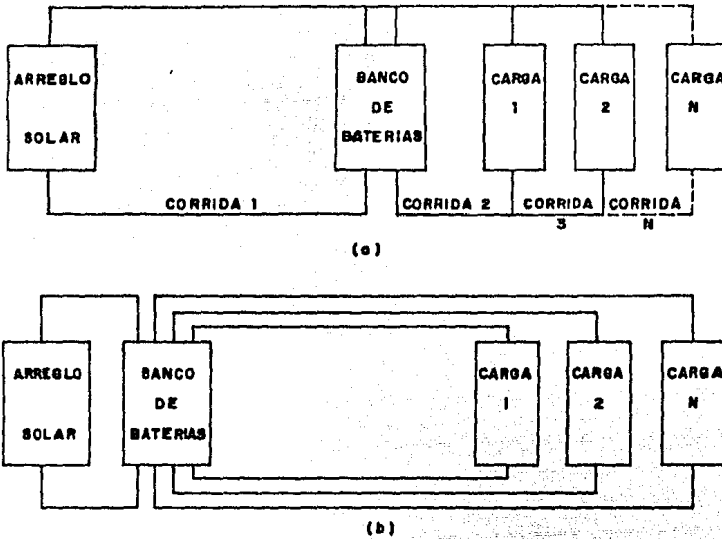 ARREGLO
SOLAR
BANCO
DE
BATERIAS
CARGA
1
CARGA
2
CARGA
N
CORRIDA 1
CORRIDA 2
CORRIDA
3
CORRIDA
N
(a)
ARREGLO
SOLAR
BANCO
DE
BATERIAS
CARGA
1
CARGA
2
CARGA
N
(b)